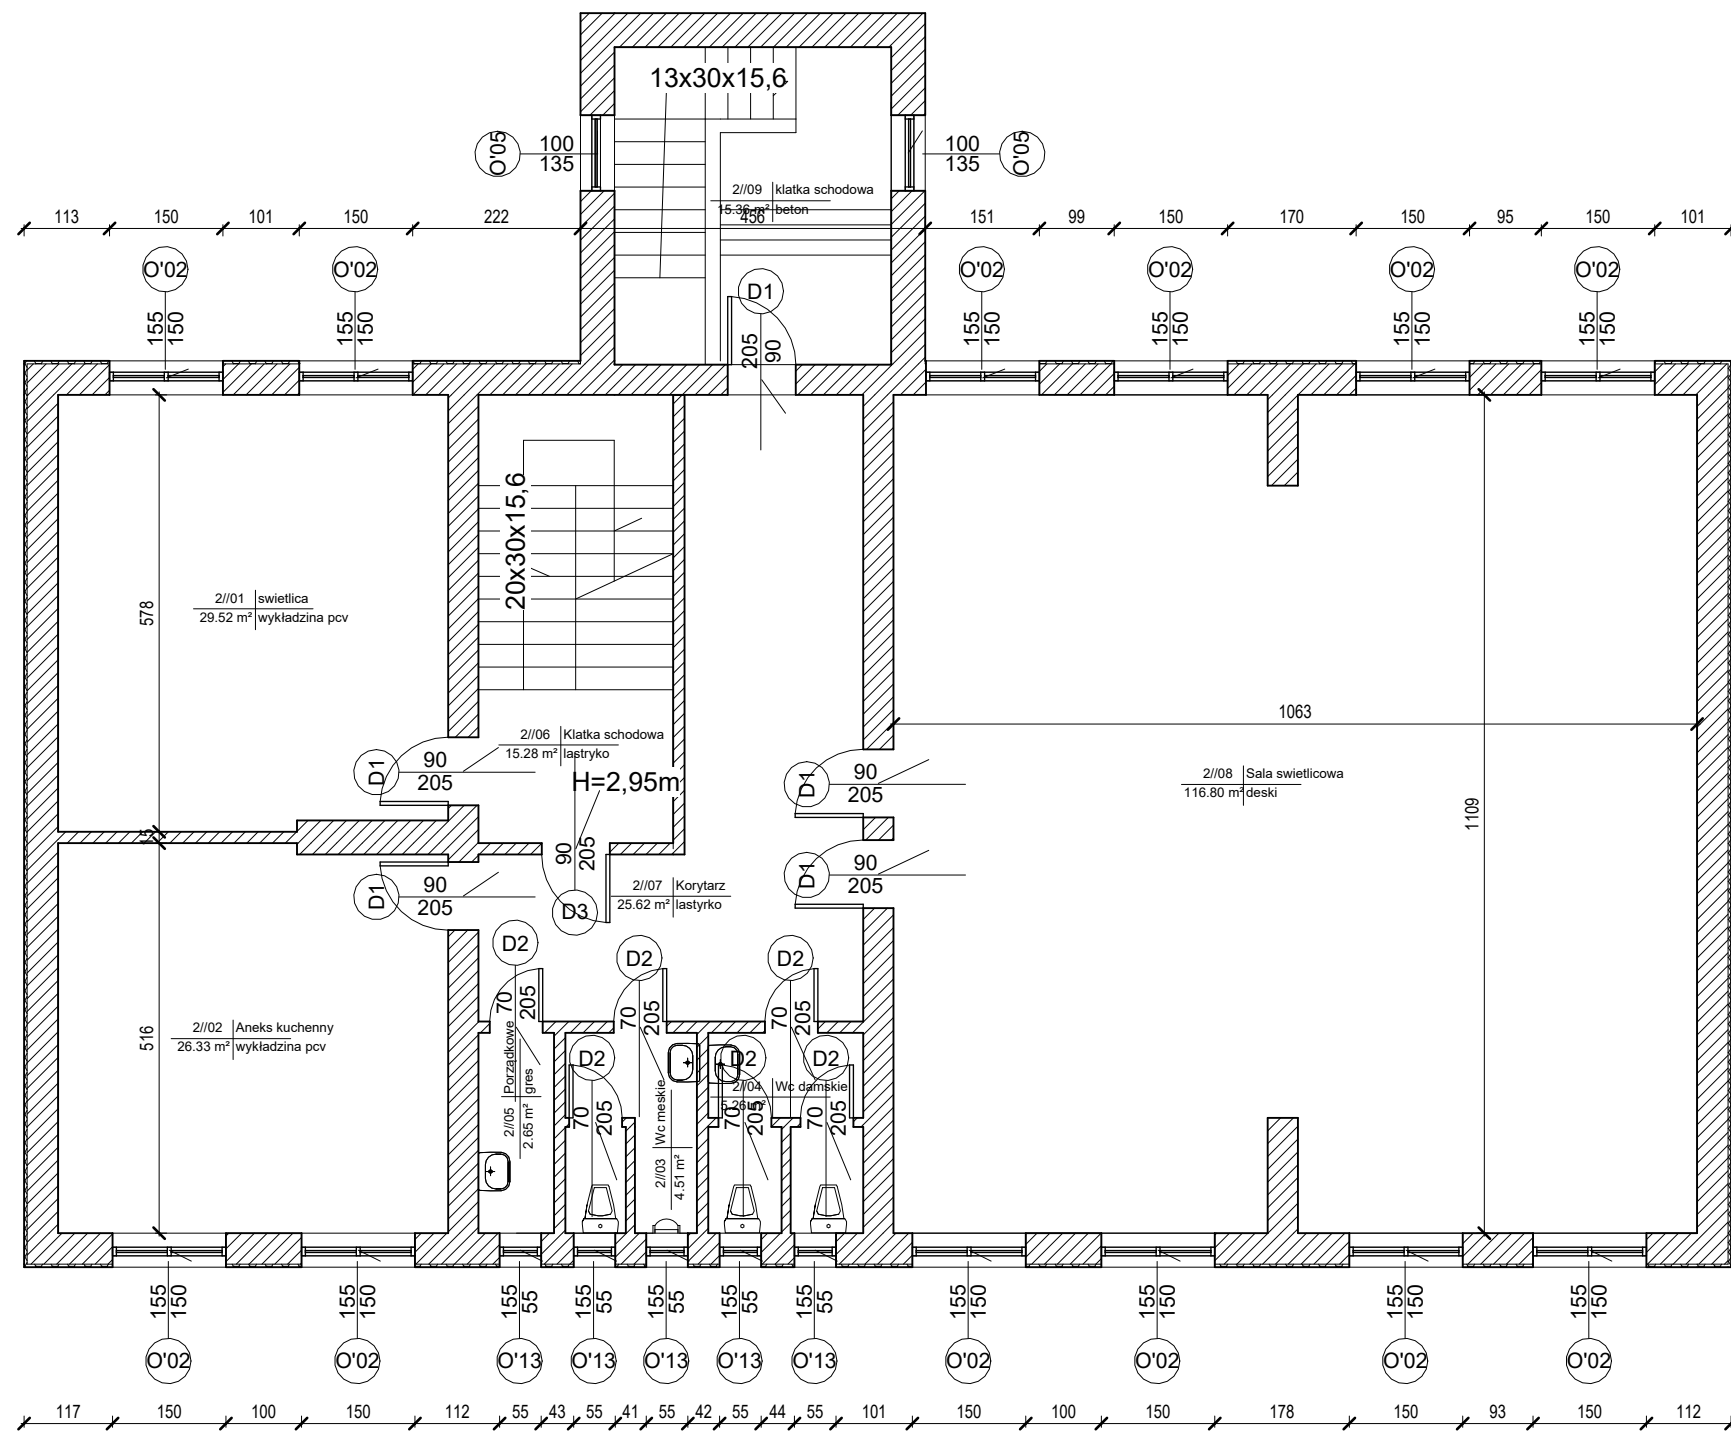 13x30x15,6
O'05
100
135
100
135
O'05
2//09 klatka schodowa
15.36 m² beton
113 150 101 150 222 456 151 99 150 170 150 95 150 101
O'02 O'02 D1 O'02 O'02 O'02 O'02
155
150
155
150
205
90
155
150
155
150
155
150
155
150
20x30x15,6
578
2//01 swietlica
29.52 m² wykładzina pcv
1063
2//06 Klatka schodowa
15.28 m² lastryko
H=2,95m
D1
90
205
D1
90
205
2//08 Sala swietlicowa
116.80 m² deski
1109
15
90
205
D3
D1
90
205
D1
90
205
2//07 Korytarz
25.62 m² lastyrko
D2 D2 D2
70
205
70
205
70
205
516
2//02 Aneks kuchenny
26.33 m² wykładzina pcv
2//05 Porządkowe
2.65 m² gres
D2 D2 D2
70
205
70
205
70
205
2//03 Wc meskie
4.51 m²
2//04 Wc damskie
5.26 m²
155
150
155
150
155
55
155
55
155
55
155
55
155
55
155
150
155
150
155
150
155
150
O'02 O'02 O'13 O'13 O'13 O'13 O'13 O'02 O'02 O'02 O'02
117 150 100 150 112 55 43 55 41 55 42 55 44 55 101 150 100 150 178 150 93 150 112